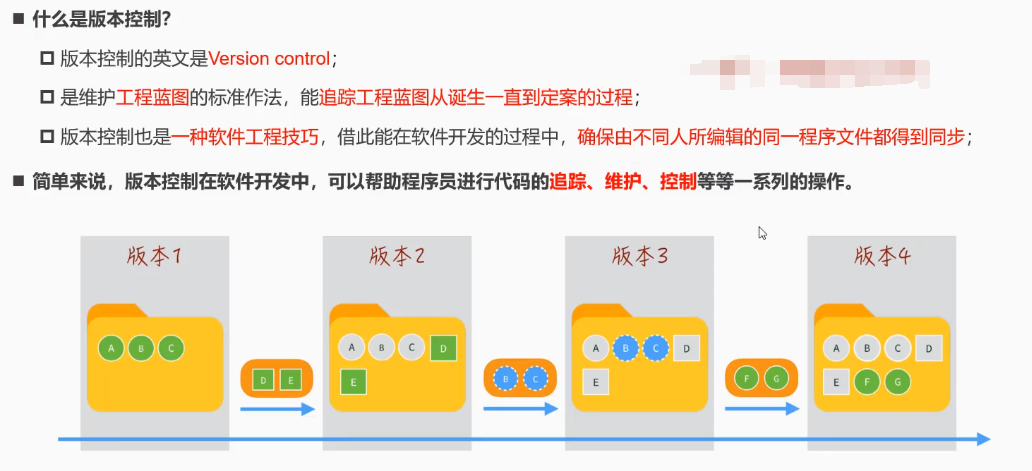 什么是版本控制？
版本控制的英文是Version control；
是维护工程蓝图的标准作法，能追踪工程蓝图从诞生一直到定案的过程；
版本控制也是一种软件工程技巧，借此能在软件开发的过程中，确保由不同人所编辑的同一程序文件都得到同步；
简单来说，版本控制在软件开发中，可以帮助程序员进行代码的追踪、维护、控制等等一系列的操作。
版本1
A B C
D E
版本2
A B C D
E
B C
版本3
A B C D
E
F G
版本4
A B C D
E F G